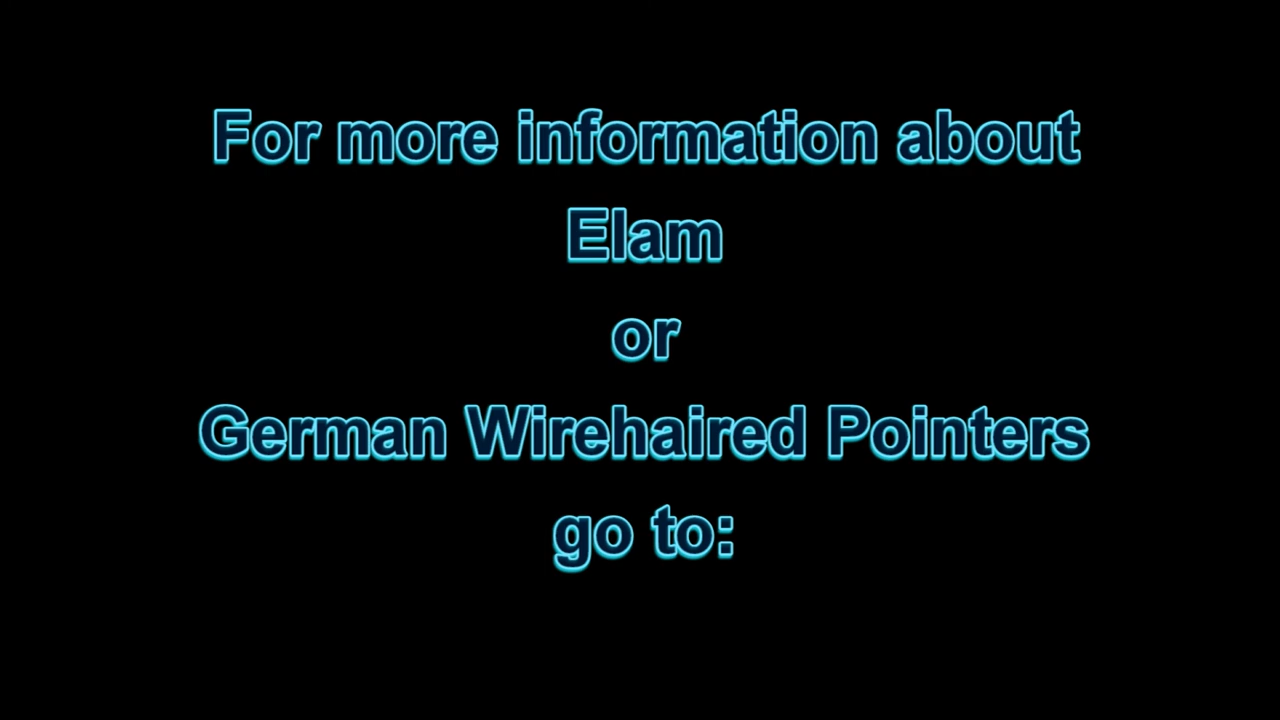 For more information about
Elam
or
German Wirehaired Pointers
go to: